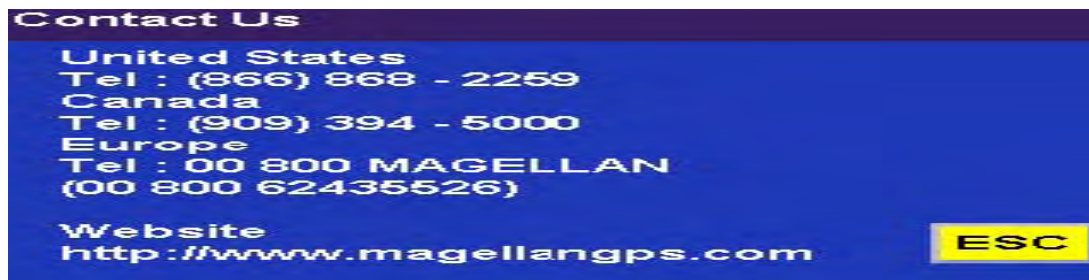 Contact Us
United States
Tel : (866) 868 - 2259
Canada
Tel : (909) 394 - 5000
Europe
Tel : 00 800 MAGELLAN
(00 800 62435526)
Website
http://www.magellangps.com
ESC